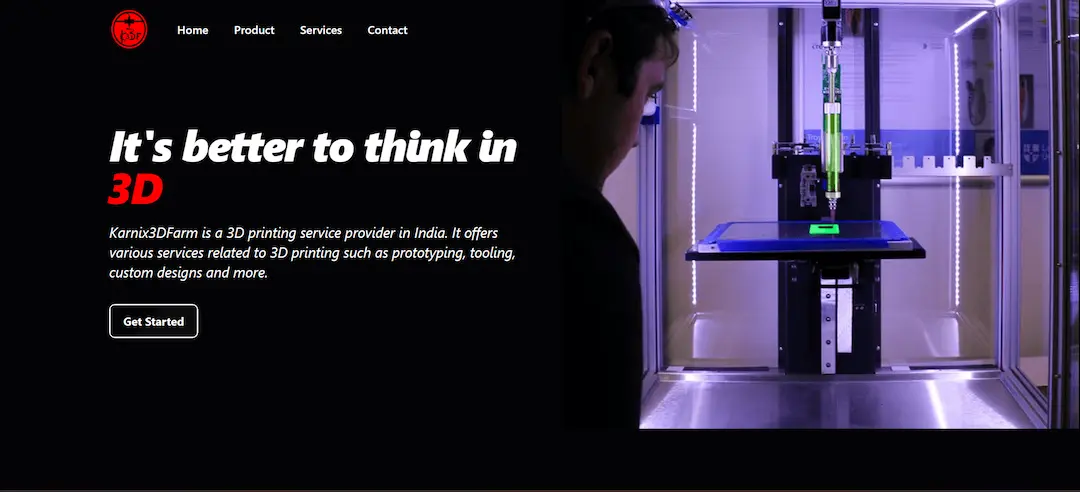 Home Product Services Contact
It's better to think in
3D
Karnix3DFarm is a 3D printing service provider in India. It offers
various services related to 3D printing such as prototyping, tooling,
custom designs and more.
Get Started